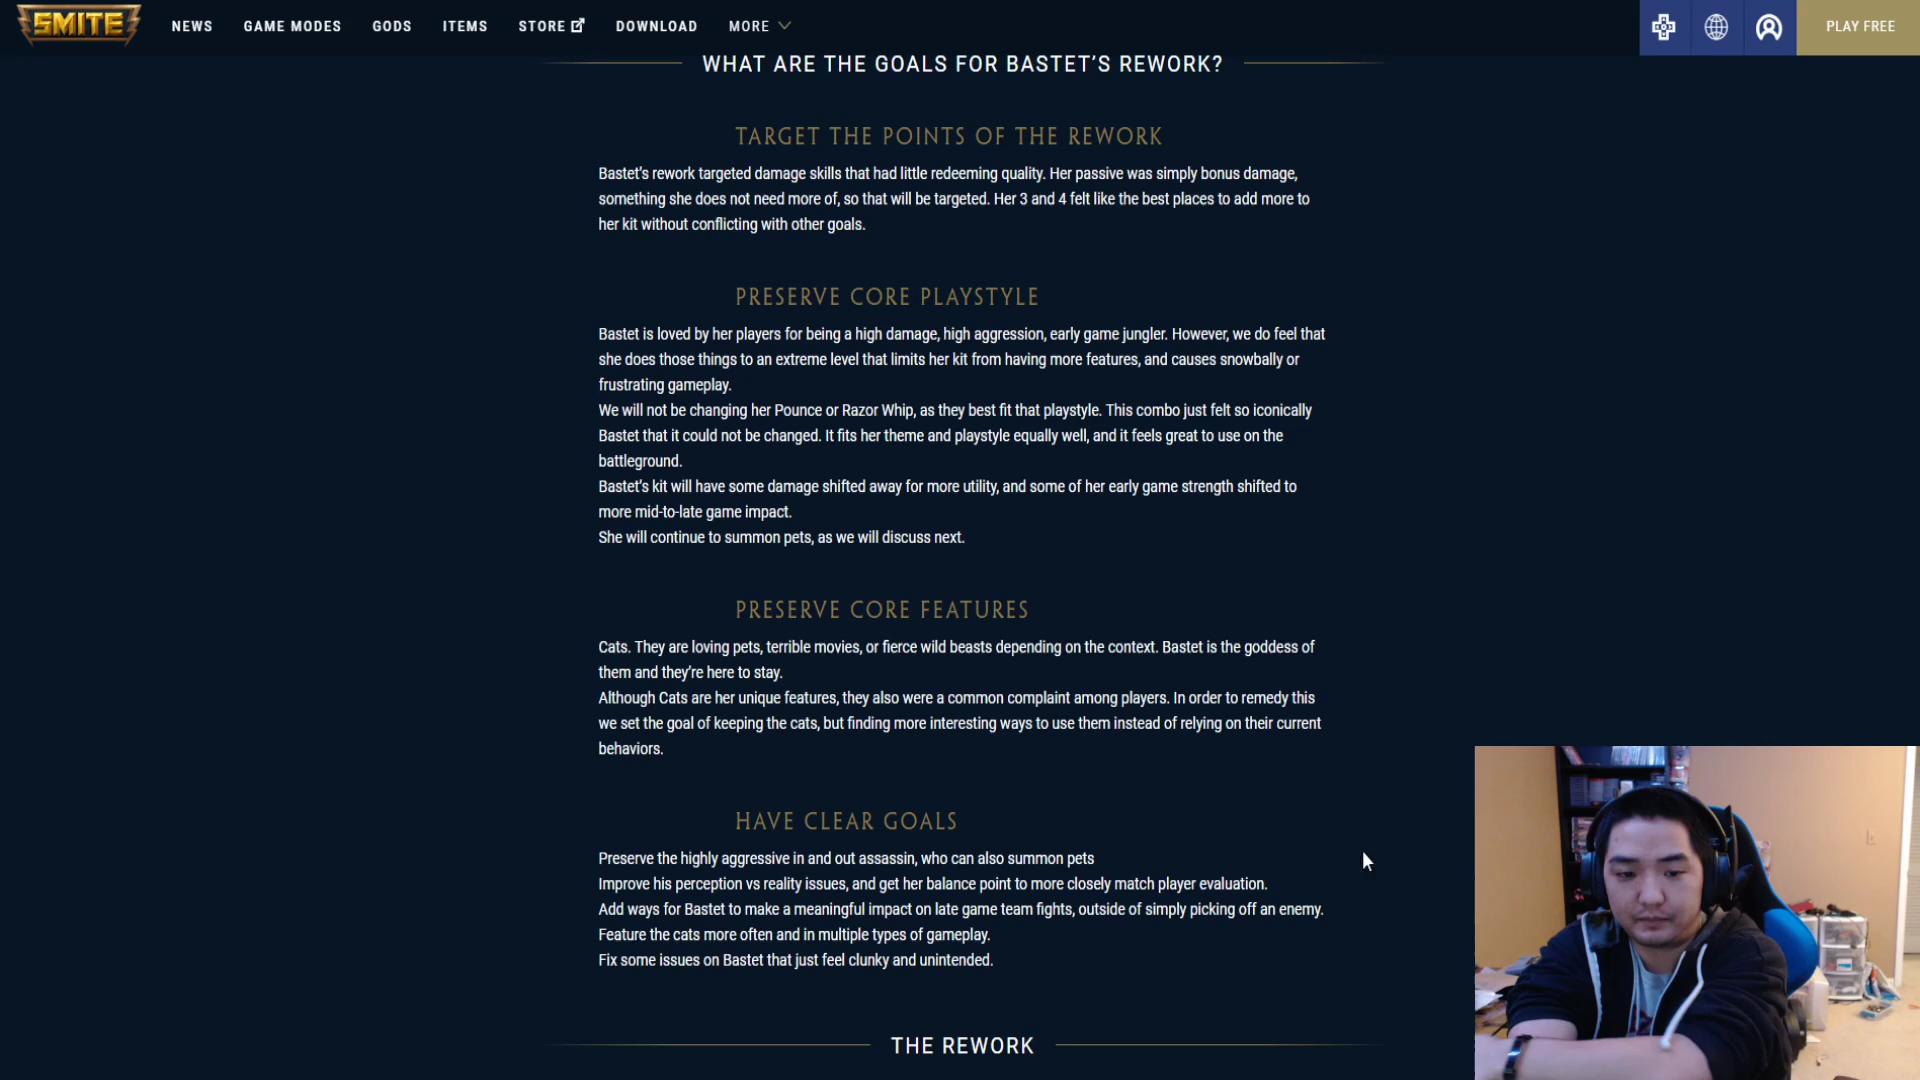 SMITE
NEWS
GAME MODES
GODS
ITEMS
STORE
DOWNLOAD
MORE
PLAY FREE
WHAT ARE THE GOALS FOR BASTET'S REWORK?
TARGET THE POINTS OF THE REWORK
Bastet's rework targeted damage skills that had little redeeming quality. Her passive was simply bonus damage,
something she does not need more of, so that will be targeted. Her 3 and 4 felt like the best places to add more to
her kit without conflicting with other goals.
PRESERVE CORE PLAYSTYLE
Bastet is loved by her players for being a high damage, high aggression, early game jungler. However, we do feel that
she does those things to an extreme level that limits her kit from having more features, and causes snowbally or
frustrating gameplay.
We will not be changing her Pounce or Razor Whip, as they best fit that playstyle. This combo just felt so iconically
Bastet that it could not be changed. It fits her theme and playstyle equally well, and it feels great to use on the
battleground.
Bastet's kit will have some damage shifted away for more utility, and some of her early game strength shifted to
more mid-to-late game impact.
She will continue to summon pets, as we will discuss next.
PRESERVE CORE FEATURES
Cats. They are loving pets, terrible movies, or fierce wild beasts depending on the context. Bastet is the goddess of
them and they're here to stay.
Although Cats are her unique features, they also were a common complaint among players. In order to remedy this
we set the goal of keeping the cats, but finding more interesting ways to use them instead of relying on their current
behaviors.
HAVE CLEAR GOALS
Preserve the highly aggressive in and out assassin, who can also summon pets
Improve his perception vs reality issues, and get her balance point to more closely match player evaluation.
Add ways for Bastet to make a meaningful impact on late game team fights, outside of simply picking off an enemy.
Feature the cats more often and in multiple types of gameplay.
Fix some issues on Bastet that just feel clunky and unintended.
THE REWORK